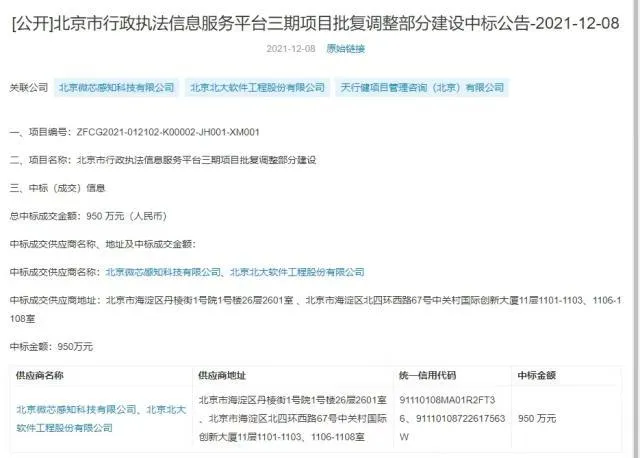 [公开]北京市行政执法信息服务平台三期项目批复调整部分建设中标公告-2021-12-08
2021-12-08 原始链接
关联公司 北京微芯感知科技有限公司 北京北大软件工程股份有限公司 天行健项目管理咨询（北京）有限公司
一、项目编号：ZFCG2021-012102-K00002-JH001-XM001
二、项目名称：北京市行政执法信息服务平台三期项目批复调整部分建设
三、中标（成交）信息
总中标成交金额：950 万元（人民币）
中标成交供应商名称、地址及中标成交金额：
中标成交供应商名称：北京微芯感知科技有限公司、北京北大软件工程股份有限公司
中标成交供应商地址：北京市海淀区丹棱街1号院1号楼26层2601室 、北京市海淀区北四环西路67号中关村国际创新大厦11层1101-1103、1106-1
108室
中标金额：950万元
供应商名称 供应商地址 统一信用代码 中标金额
北京微芯感知科技有限公司、北京北大
软件工程股份有限公司
北京市海淀区丹棱街1号院1号楼26层2601室
、北京市海淀区北四环西路67号中关村国际
创新大厦11层1101-1103、1106-1108室
91110108MA01R2FT3
6、91110108722617563
W
950 万元